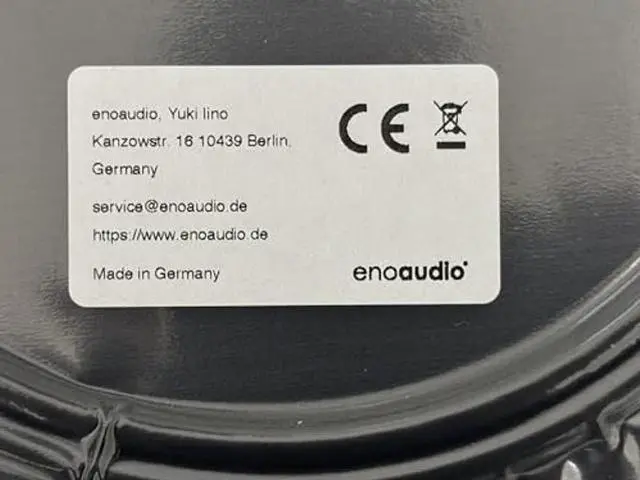 enoaudio, Yuki Iino
Kanzowstr. 16 10439 Berlin,
Germany
service@enoaudio.de
https://www.enoaudio.de
Made in Germany
CE
enoaudio